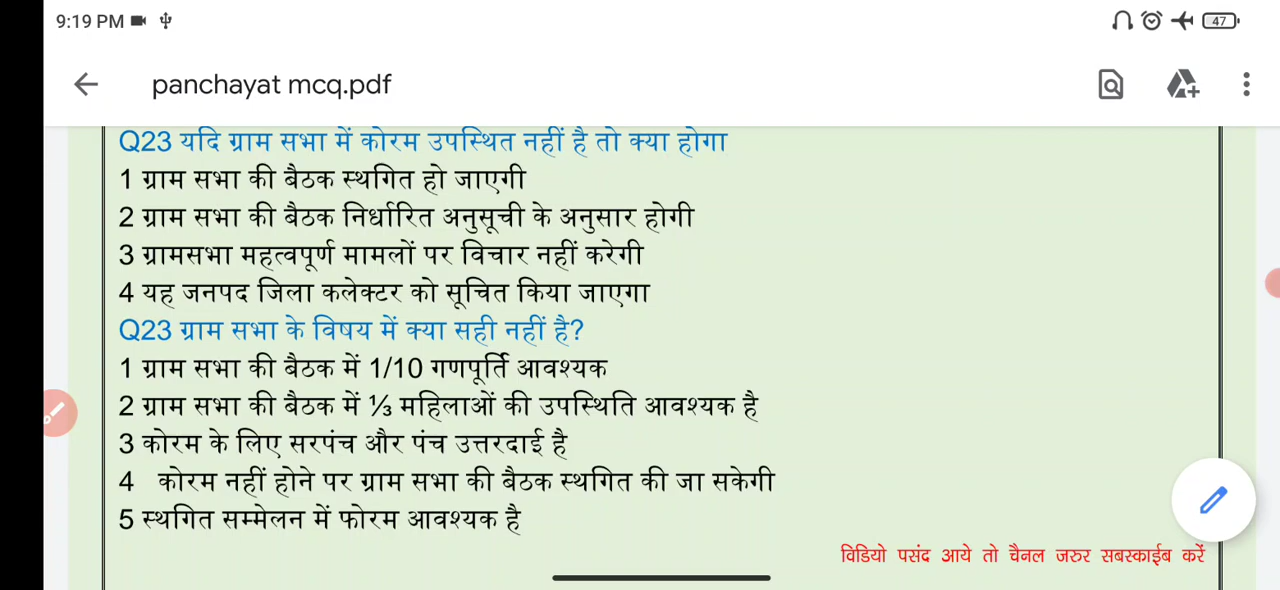 9:19 PM
47
panchayat mcq.pdf
Q23 यदि ग्राम सभा में कोरम उपस्थित नहीं है तो क्या होगा
1 ग्राम सभा की बैठक स्थगित हो जाएगी
2 ग्राम सभा की बैठक निर्धारित अनुसूची के अनुसार होगी
3 ग्रामसभा महत्वपूर्ण मामलों पर विचार नहीं करेगी
4 यह जनपद जिला कलेक्टर को सूचित किया जाएगा
Q23 ग्राम सभा के विषय में क्या सही नहीं है?
1 ग्राम सभा की बैठक में 1/10 गणपूर्ति आवश्यक
2 ग्राम सभा की बैठक में ⅓ महिलाओं की उपस्थिति आवश्यक है
3 कोरम के लिए सरपंच और पंच उत्तरदाई है
4 कोरम नहीं होने पर ग्राम सभा की बैठक स्थगित की जा सकेगी
5 स्थगित सम्मेलन में फोरम आवश्यक है
विडियो पसंद आये तो चैनल जरुर सबस्काईब करें